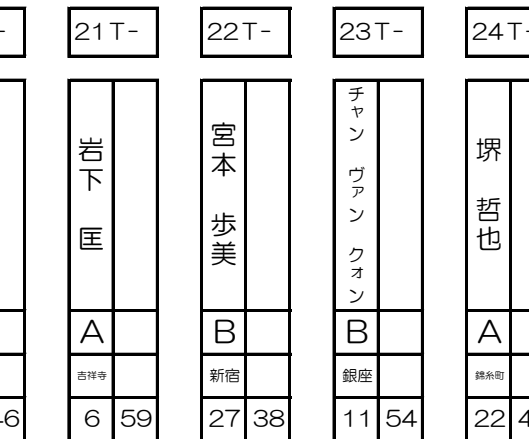 21T-
22T-
23T-
24T-
岩下 匡
宮本 歩美
チャン ヴァン クォン
堺 哲也
A
B
B
A
吉祥寺
新宿
銀座
錦糸町
6 59
27 38
11 54
22